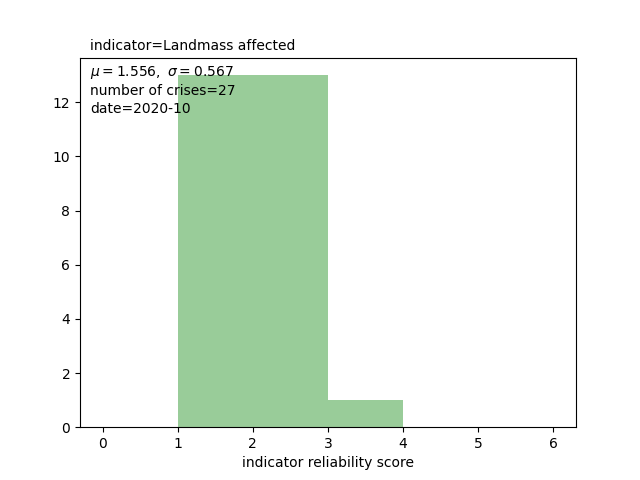 indicator=Landmass affected
μ = 1.556, σ = 0.567
number of crises=27
date=2020-10
12
10
8
6
4
2
0
0 1 2 3 4 5 6
indicator reliability score